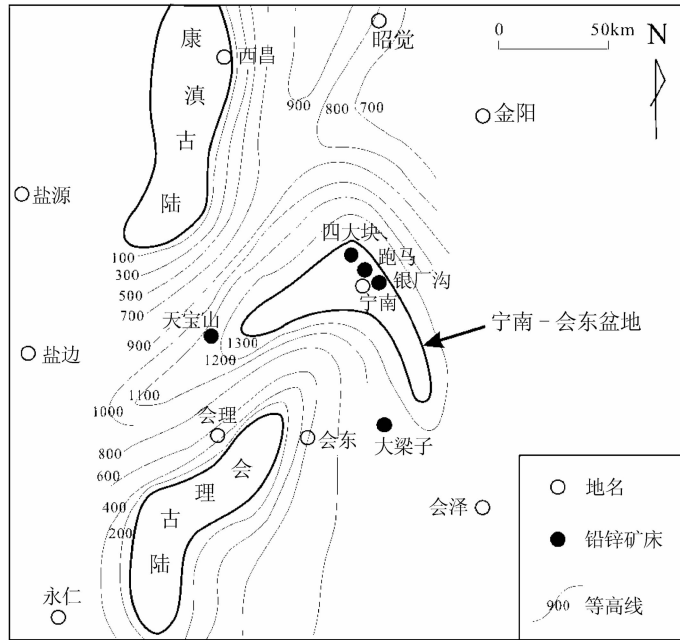 康滇古陆
西昌
昭觉
0 50km
N
900
800
700
金阳
盐源
100
300
500
700
900
1000
1100
四大块
跑马
银厂沟
宁南
天宝山
1300
1200
宁南－会东盆地
盐边
会理
800
600
400
200
会理古陆
会东
大梁子
会泽
永仁
地名
铅锌矿床
900 等高线